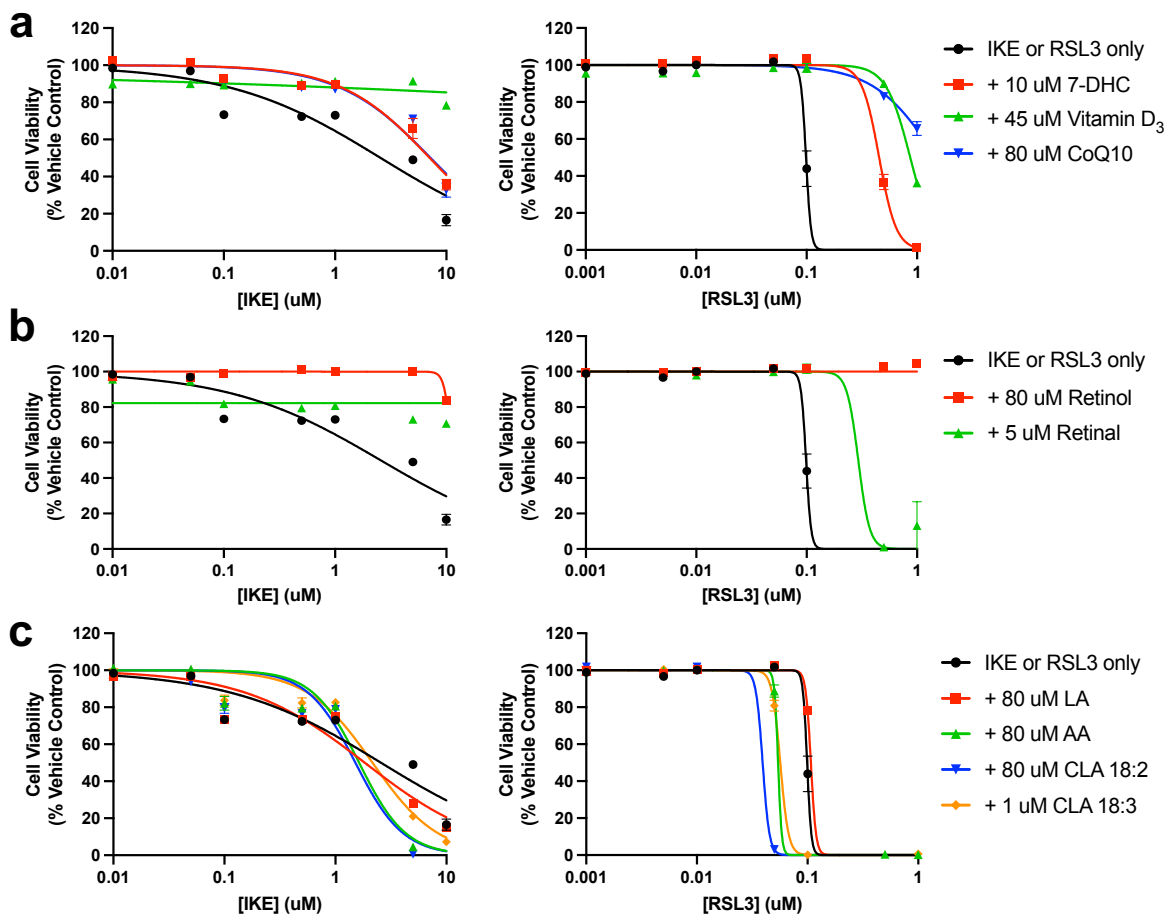 a
120
100
80
60
40
20
0
Cell Viability
(% Vehicle Control)
0.01
0.1
1
10
[IKE] (uM)
120
100
80
60
40
20
0
Cell Viability
(% Vehicle Control)
0.001
0.01
0.1
1
[RSL3] (uM)
IKE or RSL3 only
+ 10 uM 7-DHC
+ 45 uM Vitamin D3
+ 80 uM CoQ10
b
120
100
80
60
40
20
0
Cell Viability
(% Vehicle Control)
0.01
0.1
1
10
[IKE] (uM)
120
100
80
60
40
20
0
Cell Viability
(% Vehicle Control)
0.001
0.01
0.1
1
[RSL3] (uM)
IKE or RSL3 only
+ 80 uM Retinol
+ 5 uM Retinal
c
120
100
80
60
40
20
0
Cell Viability
(% Vehicle Control)
0.01
0.1
1
10
[IKE] (uM)
120
100
80
60
40
20
0
Cell Viability
(% Vehicle Control)
0.001
0.01
0.1
1
[RSL3] (uM)
IKE or RSL3 only
+ 80 uM LA
+ 80 uM AA
+ 80 uM CLA 18:2
+ 1 uM CLA 18:3